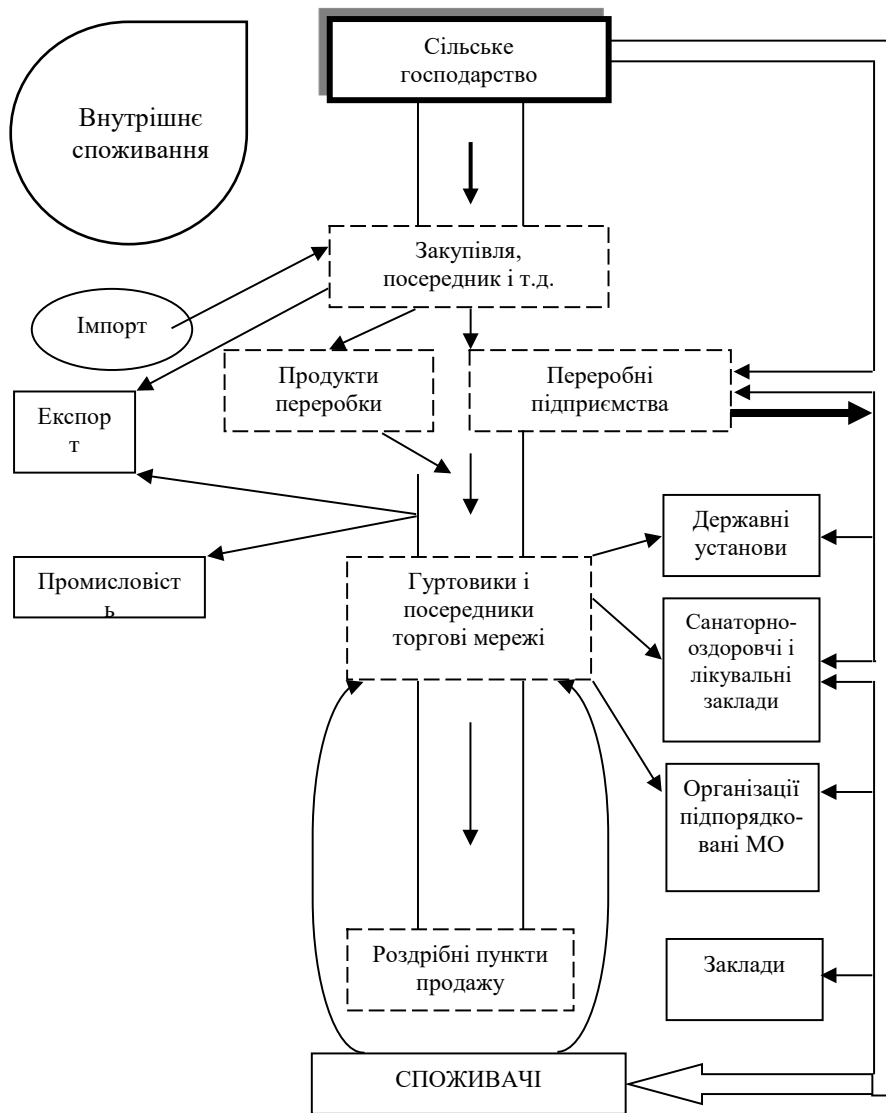 Сільське
господарство
Внутрішнє
споживання
Закупівля,
посередник і т.д.
Імпорт
Продукти
переробки
Переробні
підприємства
Експор
т
Державні
установи
Промисловіст
ь
Гуртовики і
посередники
торгові мережі
Санаторно-
оздоровчі і
лікувальні
заклади
Організації
підпорядко-
вані МО
Роздрібні пункти
продажу
Заклади
СПОЖИВАЧІ